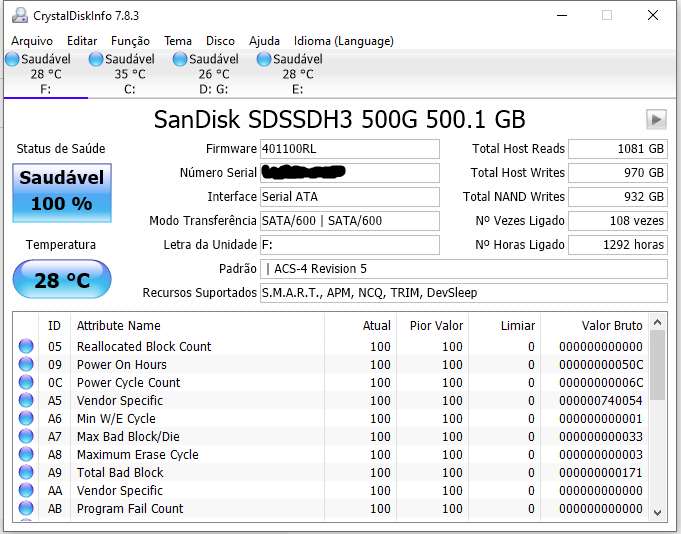 CrystalDiskInfo 7.8.3
Arquivo Editar Função Tema Disco Ajuda Idioma (Language)
Saudável Saudável Saudável Saudável
28 °C 35 °C 26 °C 28 °C
F: C: D: G: E:
SanDisk SDSSDH3 500G 500.1 GB
Status de Saúde Firmware 401100RL Total Host Reads 1081 GB
Saudável 100 % Número Serial Total Host Writes 970 GB
Interface Serial ATA Total NAND Writes 932 GB
Modo Transferência SATA/600 | SATA/600 Nº Vezes Ligado 108 vezes
Temperatura Letra da Unidade F: Nº Horas Ligado 1292 horas
28 °C Padrão | ACS-4 Revision 5
Recursos Suportados S.M.A.R.T., APM, NCQ, TRIM, DevSleep
ID Attribute Name Atual Pior Valor Limiar Valor Bruto
05 Reallocated Block Count 100 100 0 000000000000
09 Power On Hours 100 100 0 00000000050C
0C Power Cycle Count 100 100 0 00000000006C
A5 Vendor Specific 100 100 0 000000740054
A6 Min W/E Cycle 100 100 0 000000000001
A7 Max Bad Block/Die 100 100 0 000000000033
A8 Maximum Erase Cycle 100 100 0 000000000003
A9 Total Bad Block 100 100 0 000000000171
AA Vendor Specific 100 100 0 000000000000
AB Program Fail Count 100 100 0 000000000000